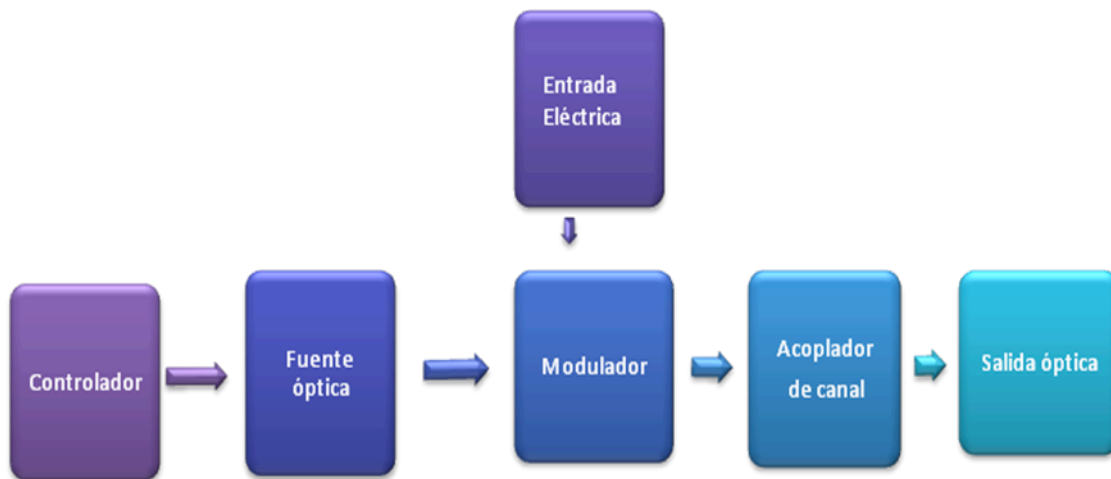 Entrada
Eléctrica
Controlador
Fuente
óptica
Modulador
Acoplador
de canal
Salida óptica